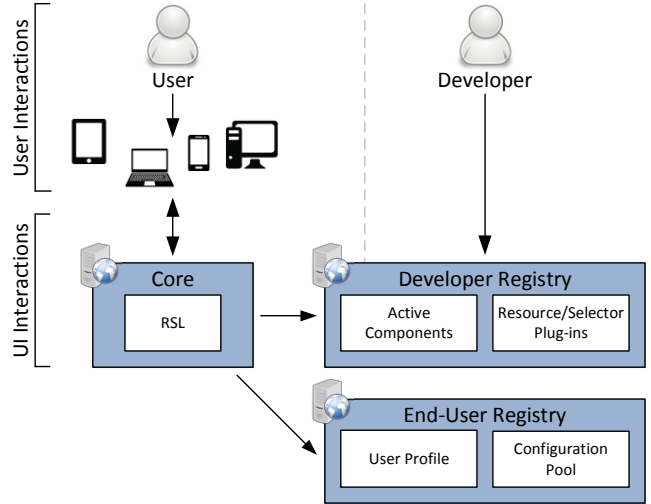 User Interactions
User
Developer
UI Interactions
Core
RSL
Developer Registry
Active
Components
Resource/Selector
Plug-ins
End-User Registry
User Profile
Configuration
Pool